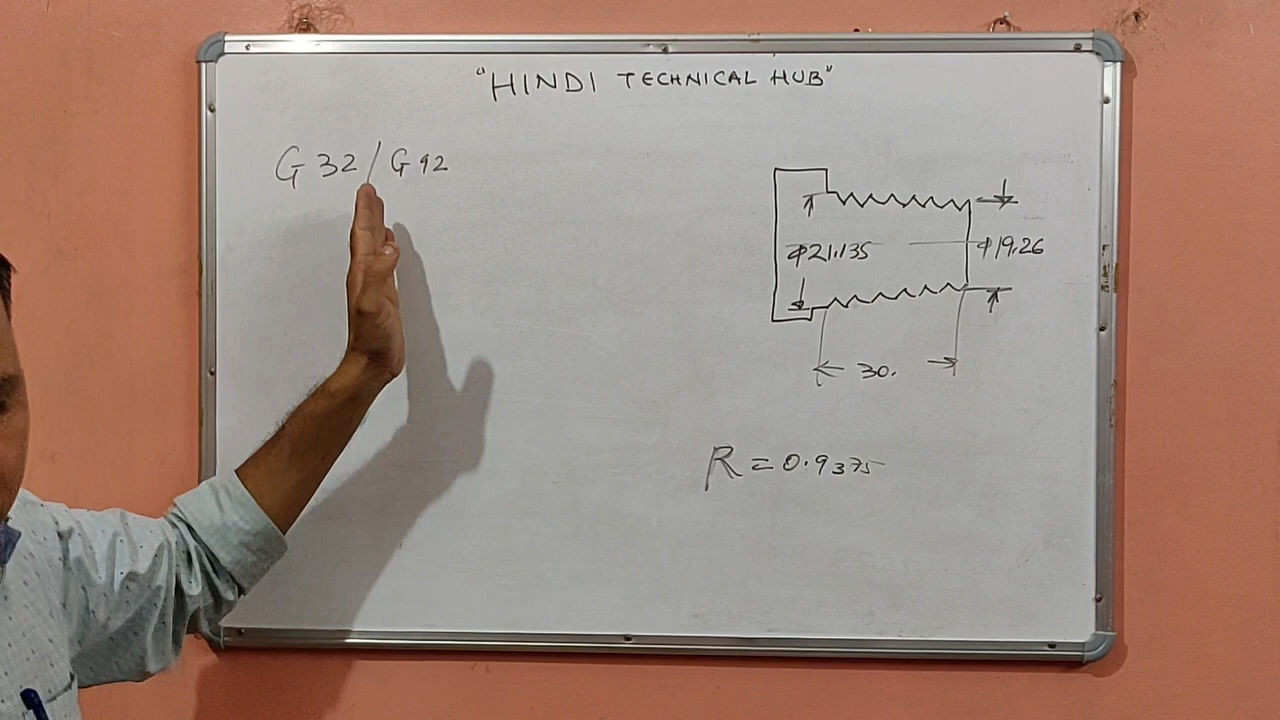 "HINDI TECHNICAL HUB"
G 32 / G 92
φ21.135
φ19.26
30.
R = 0.9375